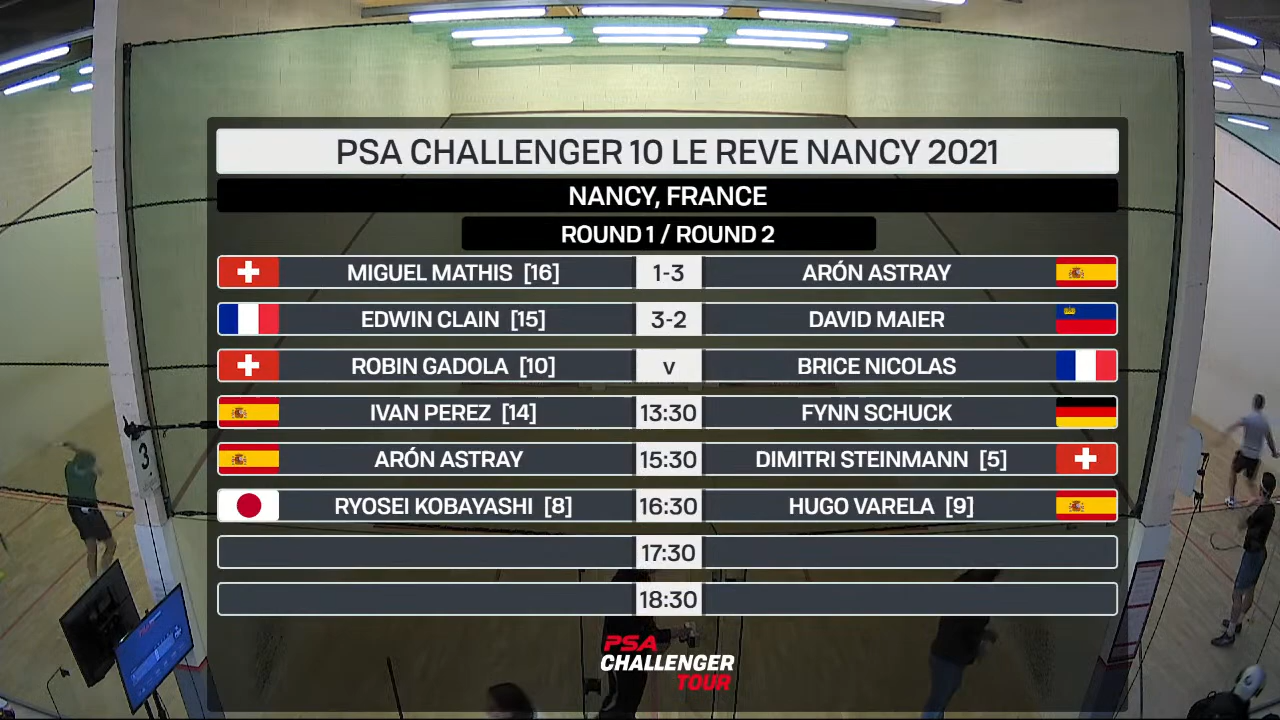 PSA CHALLENGER 10 LE REVE NANCY 2021
NANCY, FRANCE
ROUND 1 / ROUND 2
MIGUEL MATHIS [16] 1-3 ARÓN ASTRAY
EDWIN CLAIN [15] 3-2 DAVID MAIER
ROBIN GADOLA [10] v BRICE NICOLAS
IVAN PEREZ [14] 13:30 FYNN SCHUCK
ARÓN ASTRAY 15:30 DIMITRI STEINMANN [5]
RYOSEI KOBAYASHI [8] 16:30 HUGO VARELA [9]
17:30
18:30
PSA
CHALLENGER
TOUR
3